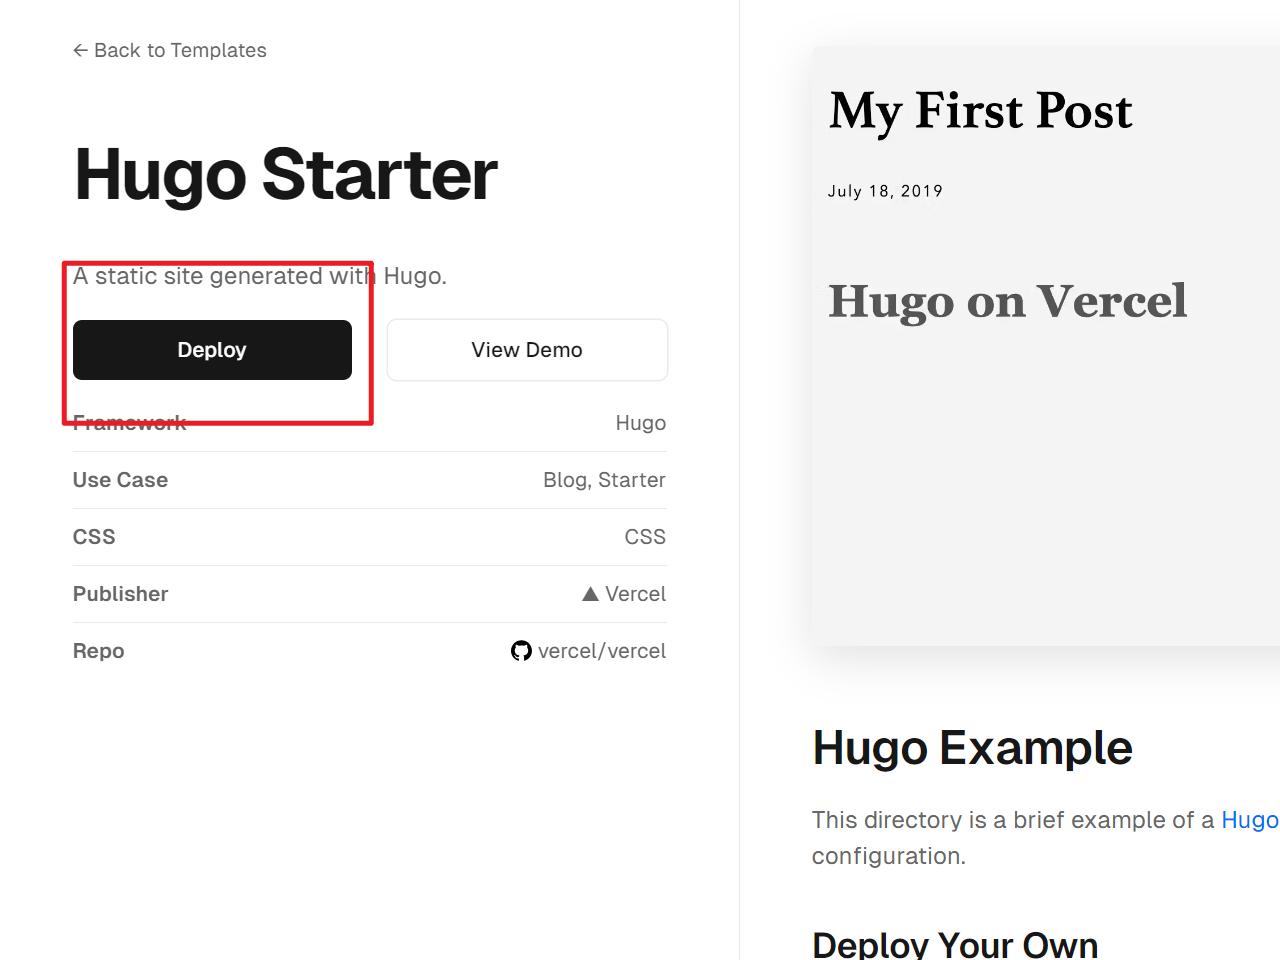 ← Back to Templates
Hugo Starter
A static site generated with Hugo.
Deploy
View Demo
Framework Hugo
Use Case Blog, Starter
CSS CSS
Publisher Vercel
Repo vercel/vercel
My First Post
July 18, 2019
Hugo on Vercel
Hugo Example
This directory is a brief example of a Hugo
configuration.
Deploy Your Own